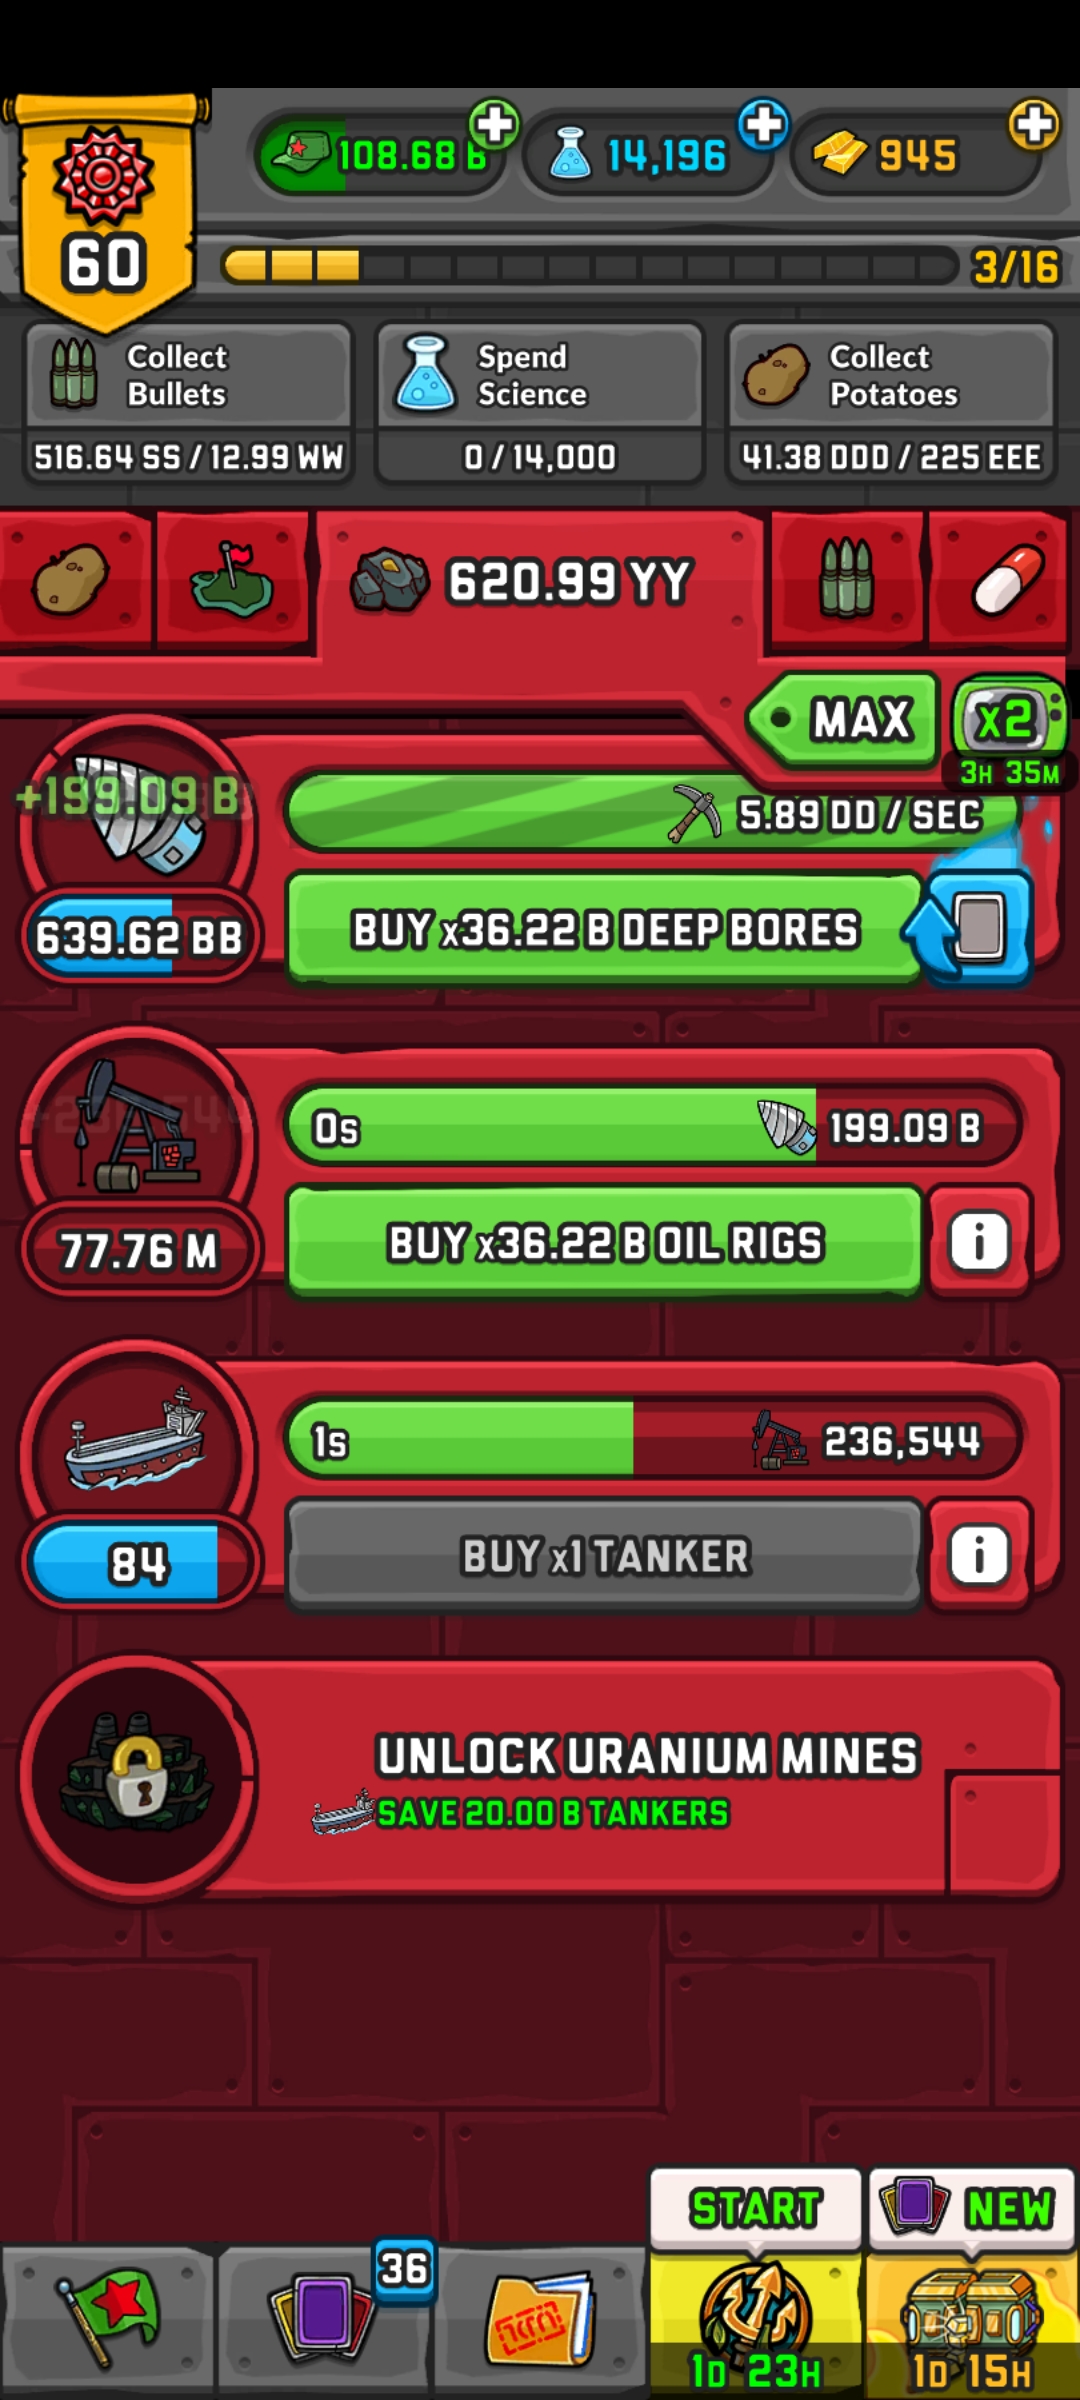 108.68 B
14,196
945
60
3/16
Collect
Bullets
516.64 SS / 12.99 WW
Spend
Science
0 / 14,000
Collect
Potatoes
41.38 DDD / 225 EEE
620.99 YY
MAX
x2
3H 35M
+199.09 B
5.89 DD / SEC
639.62 BB
BUY x36.22 B DEEP BORES
+236,544
0s
199.09 B
77.76 M
BUY x36.22 B OIL RIGS
i
1s
236,544
84
BUY x1 TANKER
i
UNLOCK URANIUM MINES
SAVE 20.00 B TANKERS
START
NEW
36
1D 23H
1D 15H